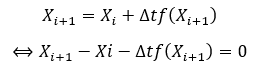 X_{i+1} = X_i + Δtf(X_{i+1})
⇔ X_{i+1} − Xi − Δtf(X_{i+1}) = 0